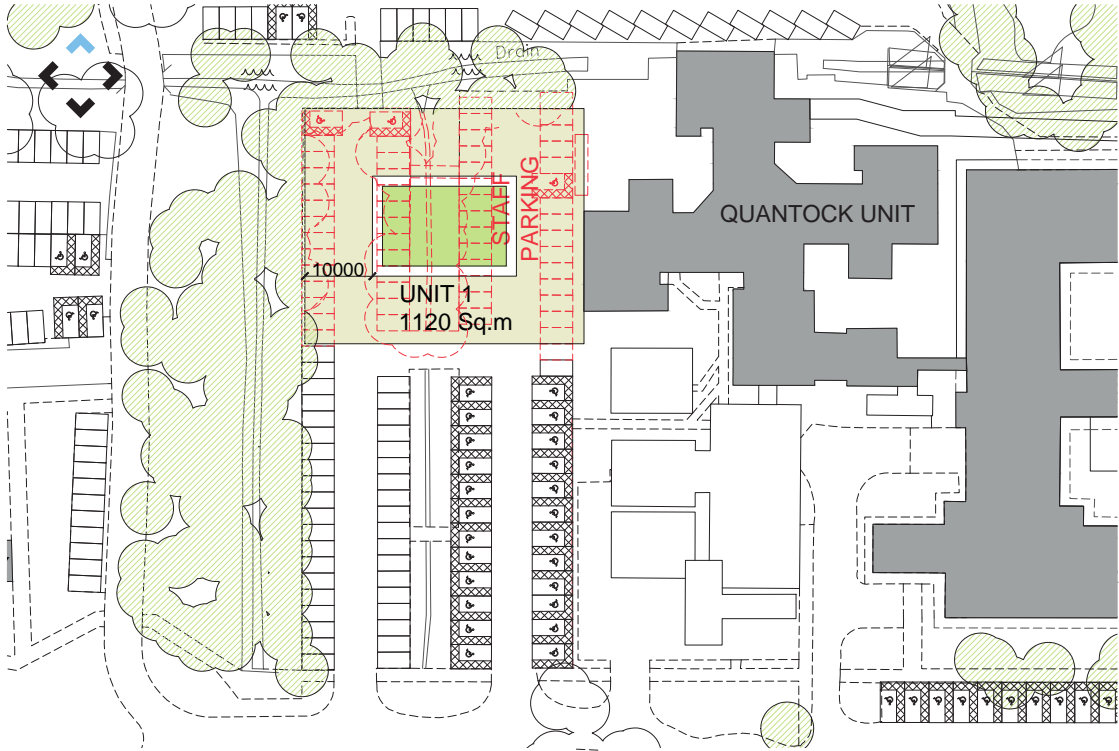 Drain
STAFF
PARKING
QUANTOCK UNIT
10000
UNIT 1
1120 Sq.m